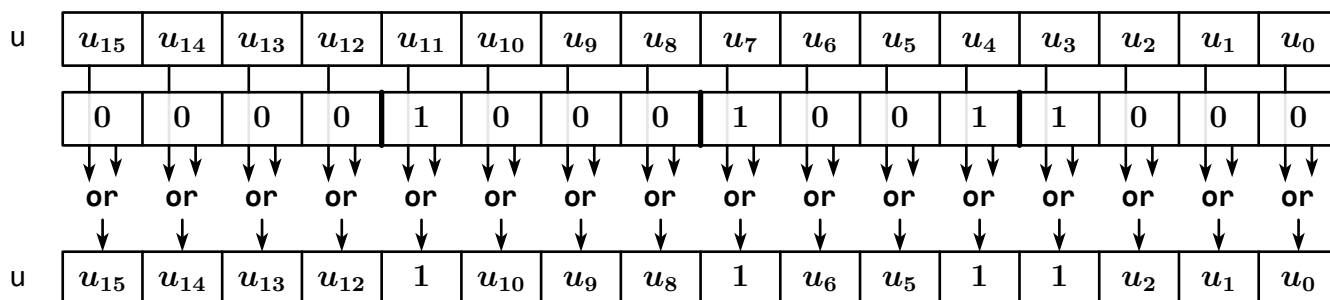 u u₁₅ u₁₄ u₁₃ u₁₂ u₁₁ u₁₀ u₉ u₈ u₇ u₆ u₅ u₄ u₃ u₂ u₁ u₀
0 0 0 0 1 0 0 0 1 0 0 1 1 0 0 0
or or or or or or or or or or or or or or or or
u u₁₅ u₁₄ u₁₃ u₁₂ 1 u₁₀ u₉ u₈ 1 u₆ u₅ 1 1 u₂ u₁ u₀